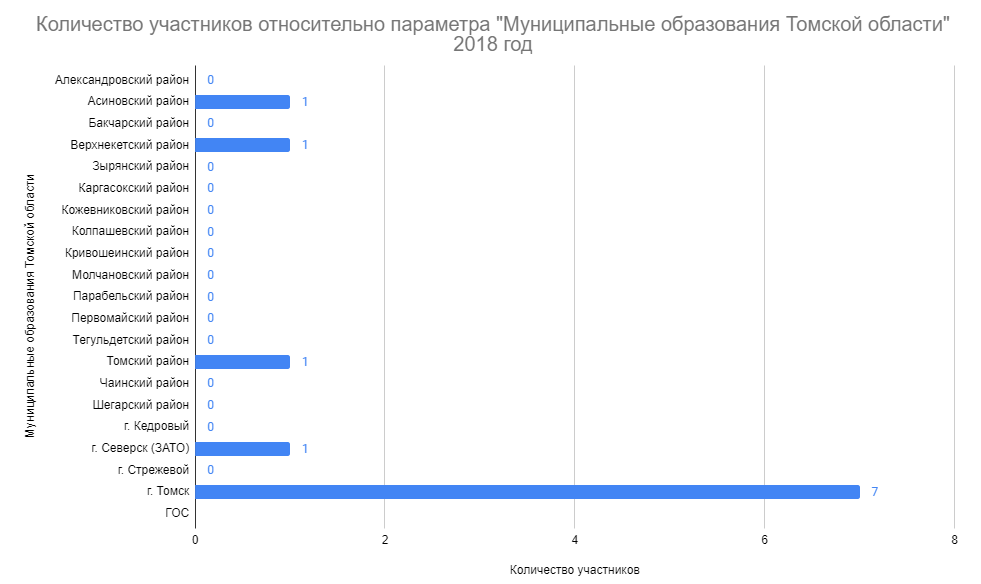 Количество участников относительно параметра "Муниципальные образования Томской области"
2018 год
Муниципальные образования Томской области
Александровский район 0
Асиновский район 1
Бакчарский район 0
Верхнекетский район 1
Зырянский район 0
Каргасокский район 0
Кожевниковский район 0
Колпашевский район 0
Кривошеинский район 0
Молчановский район 0
Парабельский район 0
Первомайский район 0
Тегульдетский район 0
Томский район 1
Чаинский район 0
Шегарский район 0
г. Кедровый 0
г. Северск (ЗАТО) 1
г. Стрежевой 0
г. Томск 7
ГОС
0 2 4 6 8
Количество участников